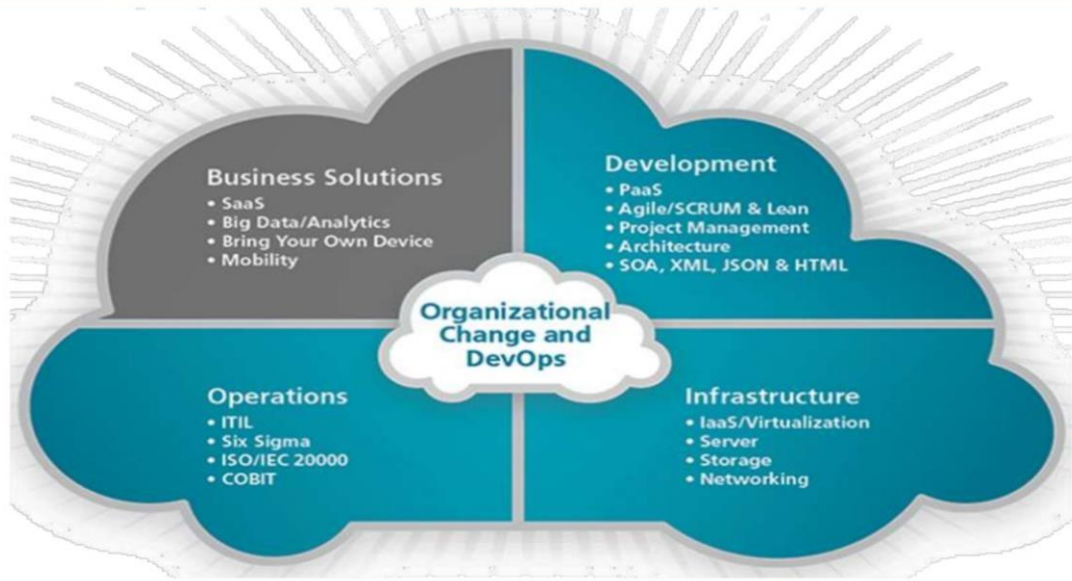 Business Solutions
• SaaS
• Big Data/Analytics
• Bring Your Own Device
• Mobility
Development
• PaaS
• Agile/SCRUM & Lean
• Project Management
• Architecture
• SOA, XML, JSON & HTML
Organizational
Change and
DevOps
Operations
• ITIL
• Six Sigma
• ISO/IEC 20000
• COBIT
Infrastructure
• IaaS/Virtualization
• Server
• Storage
• Networking